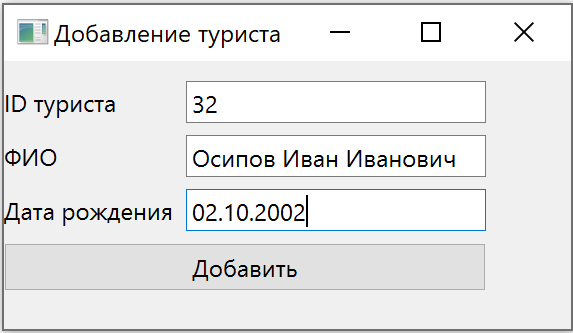 Добавление туриста
ID туриста 32
ФИО Осипов Иван Иванович
Дата рождения 02.10.2002
Добавить